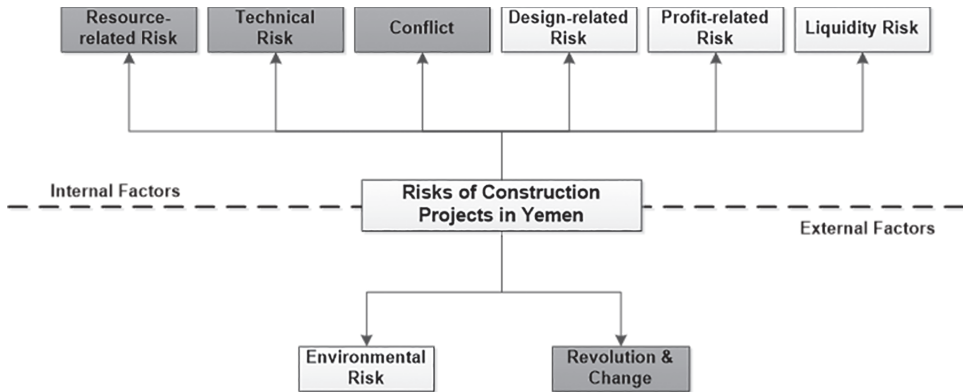 Resource-
related Risk
Technical
Risk
Conflict
Design-related
Risk
Profit-related
Risk
Liquidity Risk
Internal Factors
Risks of Construction
Projects in Yemen
External Factors
Environmental
Risk
Revolution &
Change